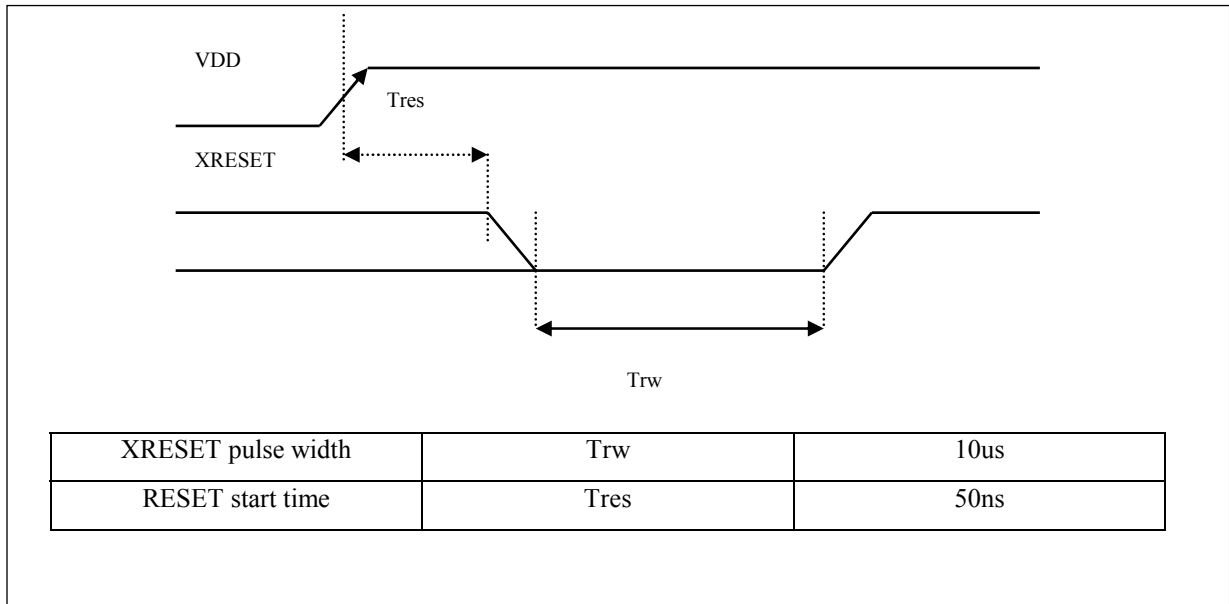 VDD
Tres
XRESET
Trw
XRESET pulse width Trw 10us
RESET start time Tres 50ns